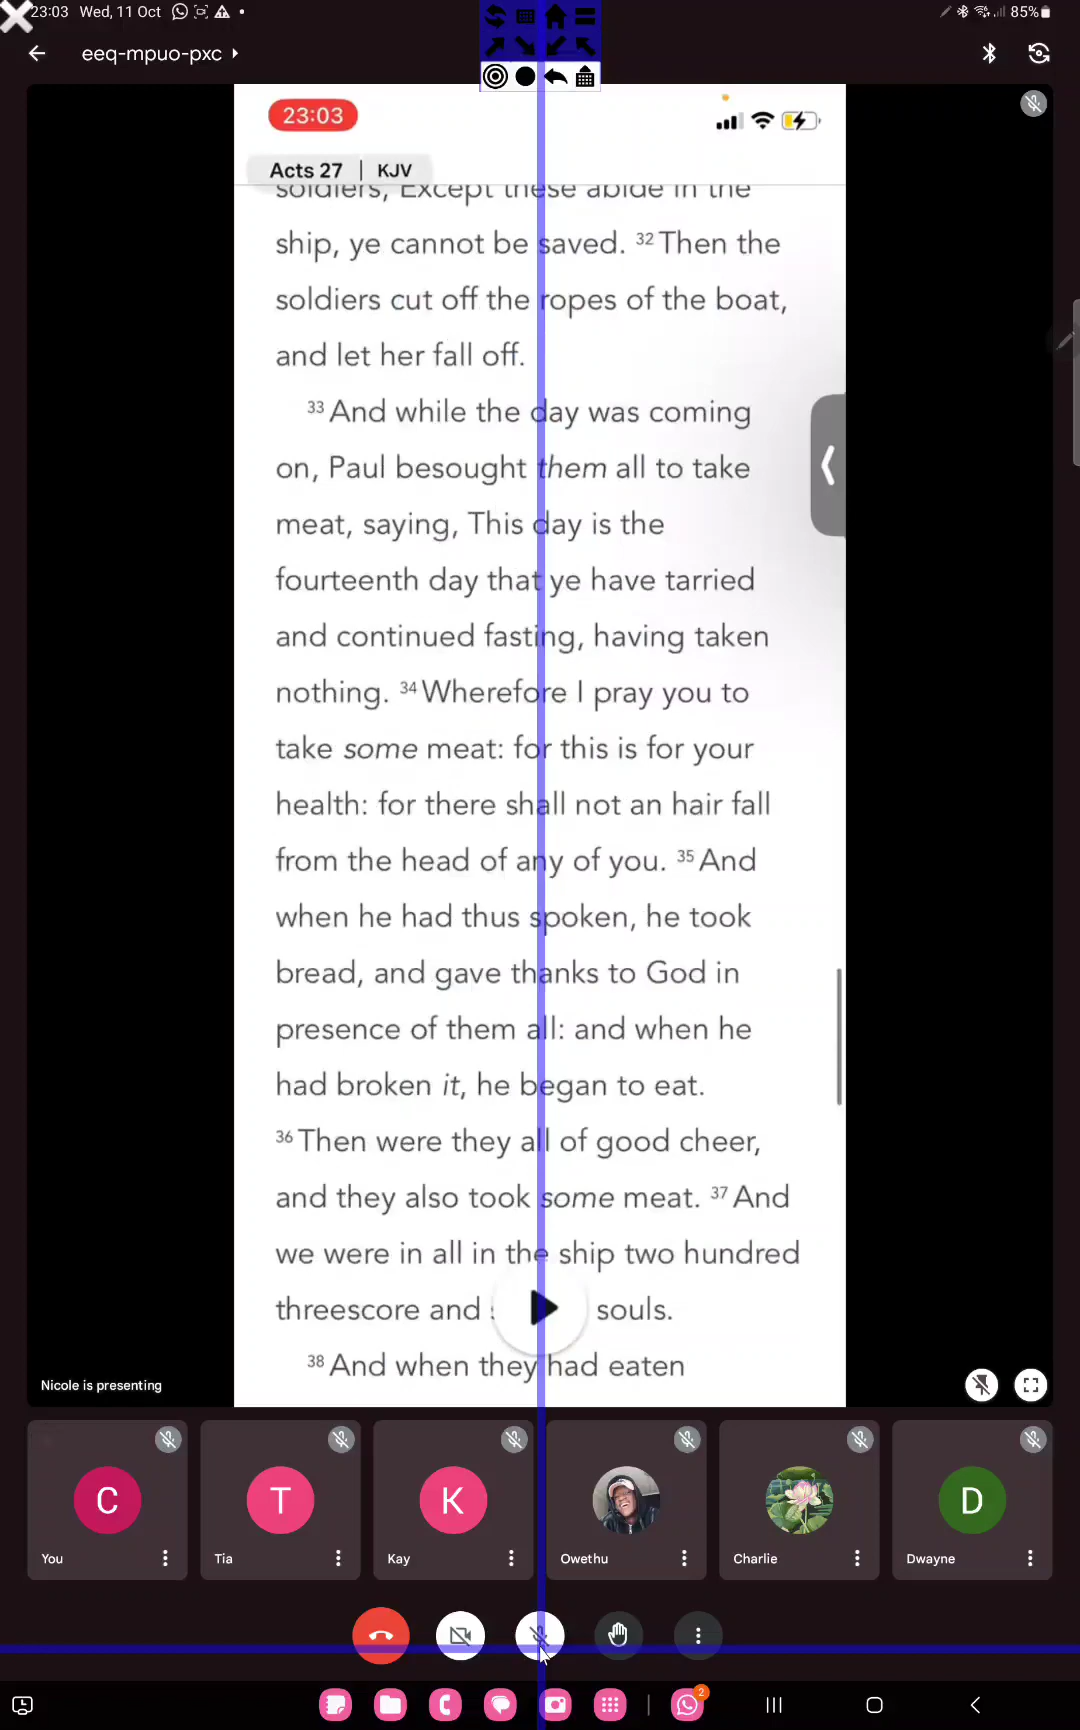 23:03 Wed, 11 Oct
85%
eeq-mpuo-pxc
23:03
Acts 27 | KJV
soldiers, Except these abide in the
ship, ye cannot be saved. 32 Then the
soldiers cut off the ropes of the boat,
and let her fall off.
33 And while the day was coming
on, Paul besought them all to take
meat, saying, This day is the
fourteenth day that ye have tarried
and continued fasting, having taken
nothing. 34 Wherefore I pray you to
take some meat: for this is for your
health: for there shall not an hair fall
from the head of any of you. 35 And
when he had thus spoken, he took
bread, and gave thanks to God in
presence of them all: and when he
had broken it, he began to eat.
36 Then were they all of good cheer,
and they also took some meat. 37 And
we were in all in the ship two hundred
threescore and souls.
38 And when they had eaten
Nicole is presenting
C
T
K
D
You
Tia
Kay
Owethu
Charlie
Dwayne
2